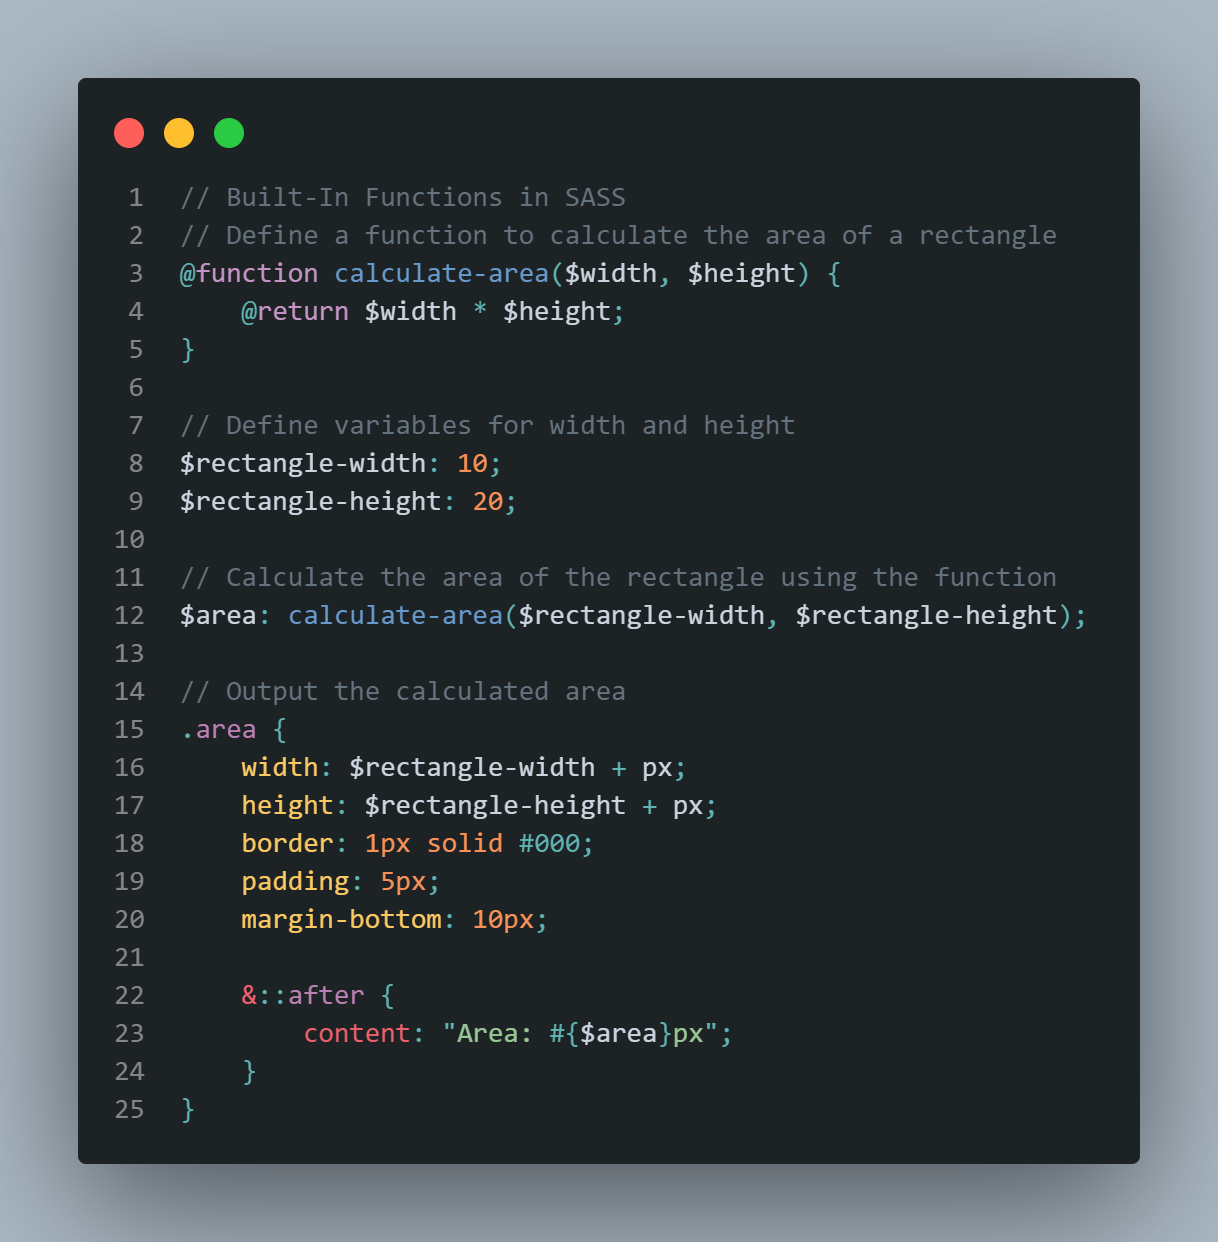 1 // Built-In Functions in SASS
2 // Define a function to calculate the area of a rectangle
3 @function calculate-area($width, $height) {
4     @return $width * $height;
5 }
6
7 // Define variables for width and height
8 $rectangle-width: 10;
9 $rectangle-height: 20;
10
11 // Calculate the area of the rectangle using the function
12 $area: calculate-area($rectangle-width, $rectangle-height);
13
14 // Output the calculated area
15 .area {
16     width: $rectangle-width + px;
17     height: $rectangle-height + px;
18     border: 1px solid #000;
19     padding: 5px;
20     margin-bottom: 10px;
21
22     &::after {
23         content: "Area: #{$area}px";
24     }
25 }